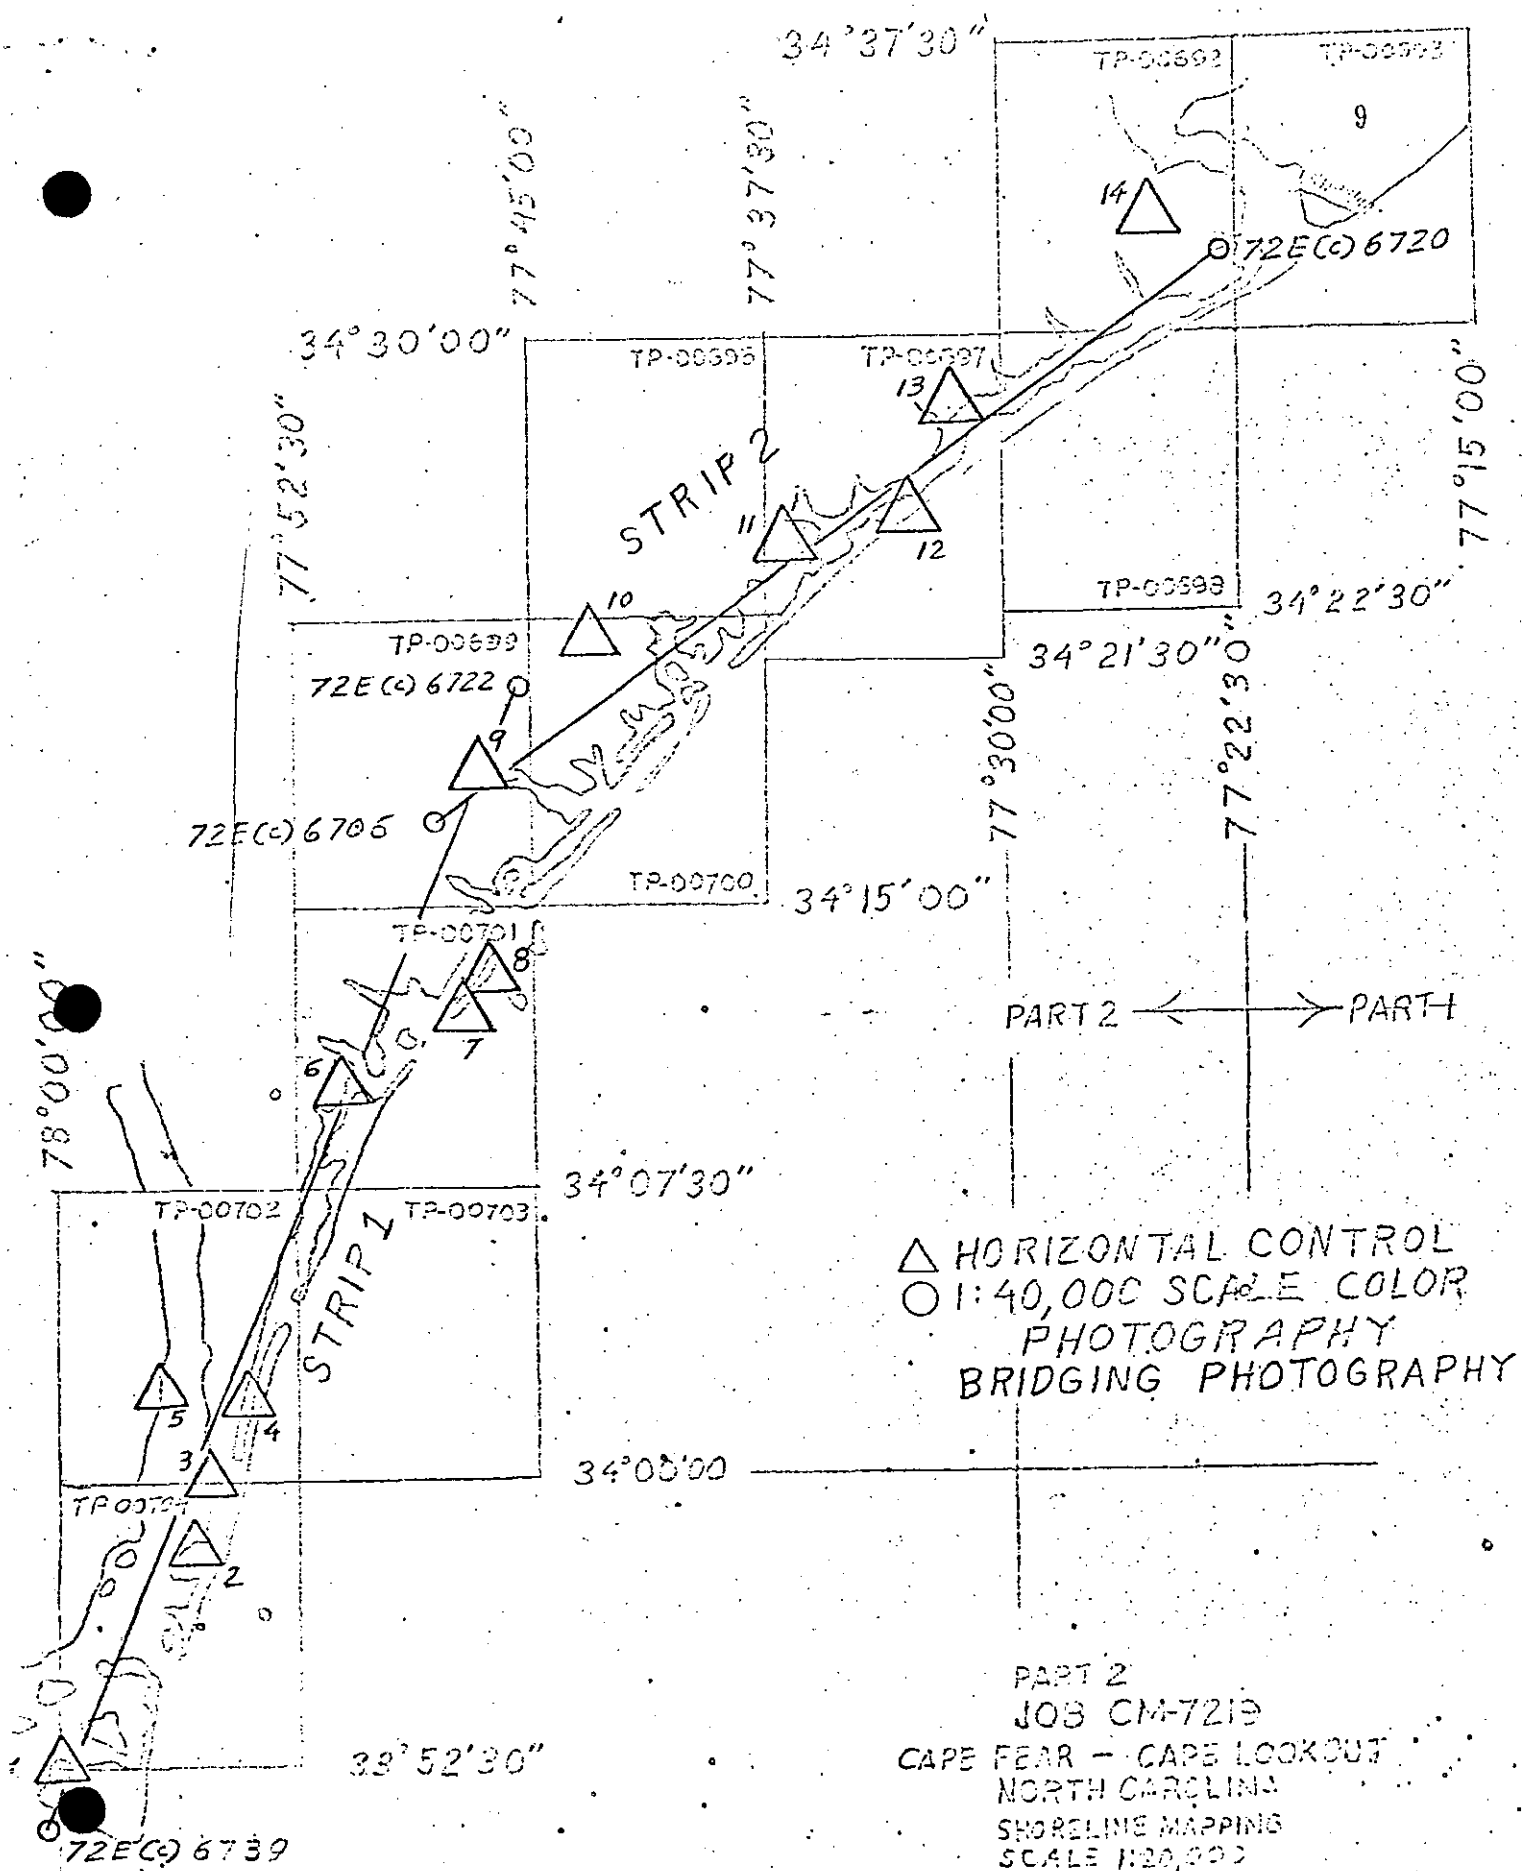 34°37'30"
TP-00692
9
77°45'00"
77°37'30"
14
72E(c)6720
34°30'00"
TP-00696
TP-00697
13
77°52'30"
STRIP 2
77°15'00"
11
12
10
TP-00698
34°22'30"
TP-00699
34°21'30"
72E(c)6722
9
77°30'00"
77°22'30"
72E(c)6705
TP-00700
34°15'00"
TP-00701
8
78°00'00"
PART 2
PART 1
7
6
34°07'30"
TP-00702
TP-00703
STRIP 1
HORIZONTAL CONTROL
1:40,000 SCALE COLOR
PHOTOGRAPHY
BRIDGING PHOTOGRAPHY
5
4
3
34°00'00
2
PART 2
JOB CM-7219
33°52'30"
CAPE FEAR - CAPE LOOKOUT
NORTH CAROLINA
SHORELINE MAPPING
SCALE 1:20,000
72E(c)6739